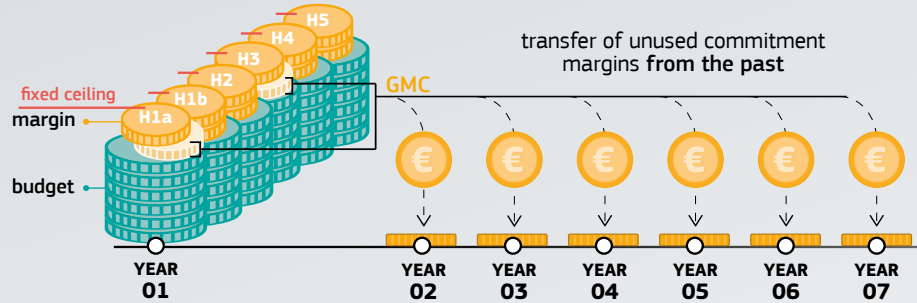 H5
H4
H3
H2
H1b
H1a
transfer of unused commitment
margins from the past
fixed ceiling
margin
budget
GMC
€ € € € € €
YEAR
01
YEAR
02
YEAR
03
YEAR
04
YEAR
05
YEAR
06
YEAR
07